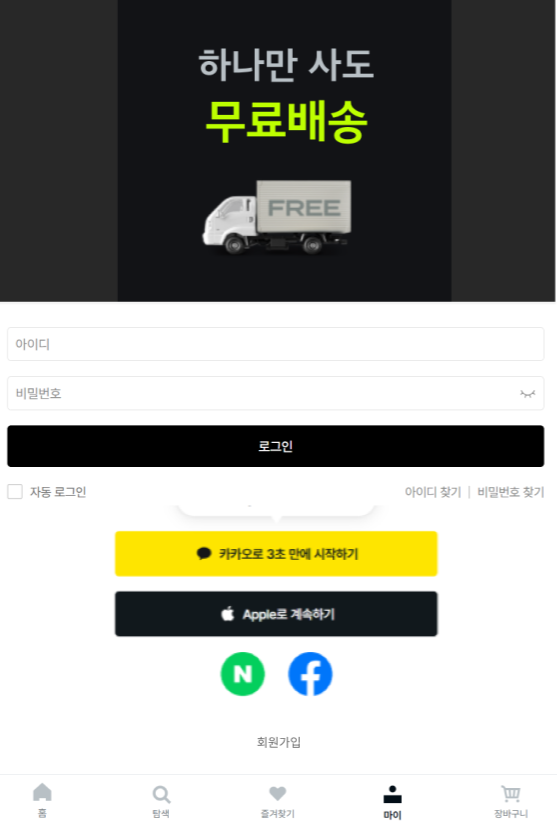 하나만 사도
무료배송
FREE
아이디
비밀번호
로그인
자동 로그인
아이디 찾기 | 비밀번호 찾기
카카오로 3초 만에 시작하기
Apple로 계속하기
N
회원가입
홈
탐색
즐겨찾기
마이
장바구니